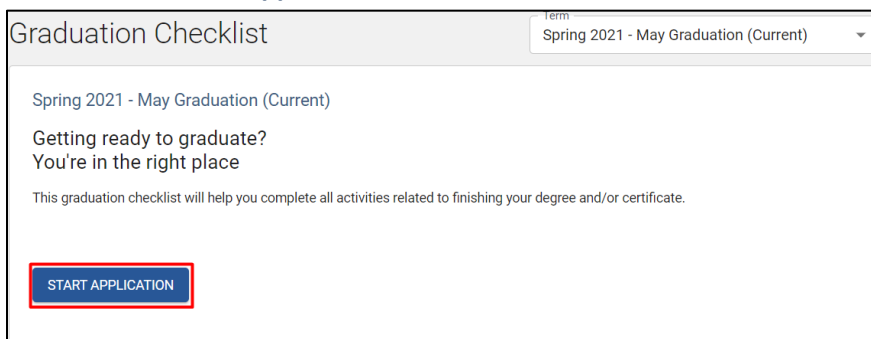 Graduation Checklist
Term
Spring 2021 - May Graduation (Current)
Spring 2021 - May Graduation (Current)
Getting ready to graduate?
You're in the right place
This graduation checklist will help you complete all activities related to finishing your degree and/or certificate.
START APPLICATION